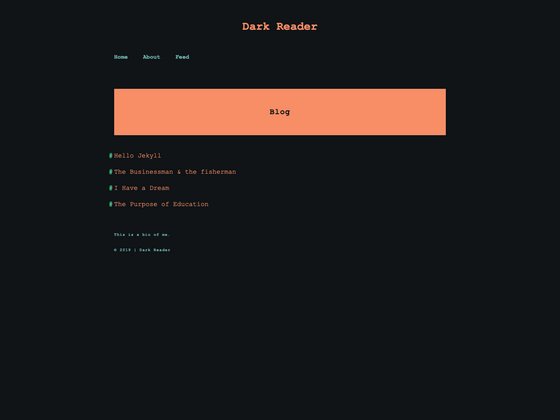 Dark Reader
Home About Feed
Blog
#Hello Jekyll
#The Businessman & the fisherman
#I Have a Dream
#The Purpose of Education
This is a bio of me.
© 2019 | Dark Reader